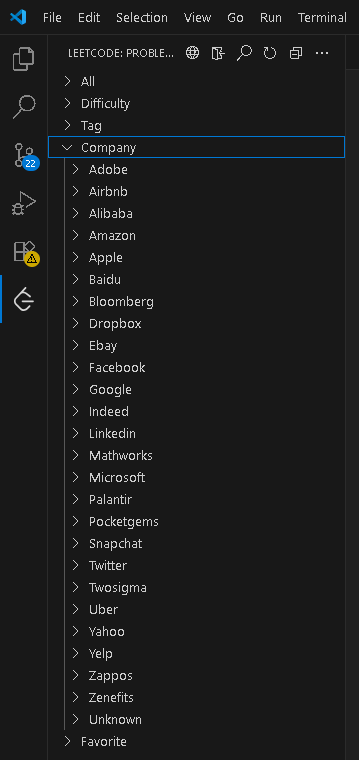 File Edit Selection View Go Run Terminal
LEETCODE: PROBLE...
All
Difficulty
Tag
Company
22
Adobe
Airbnb
Alibaba
Amazon
Apple
Baidu
Bloomberg
Dropbox
Ebay
Facebook
Google
Indeed
Linkedin
Mathworks
Microsoft
Palantir
Pocketgems
Snapchat
Twitter
Twosigma
Uber
Yahoo
Yelp
Zappos
Zenefits
Unknown
Favorite